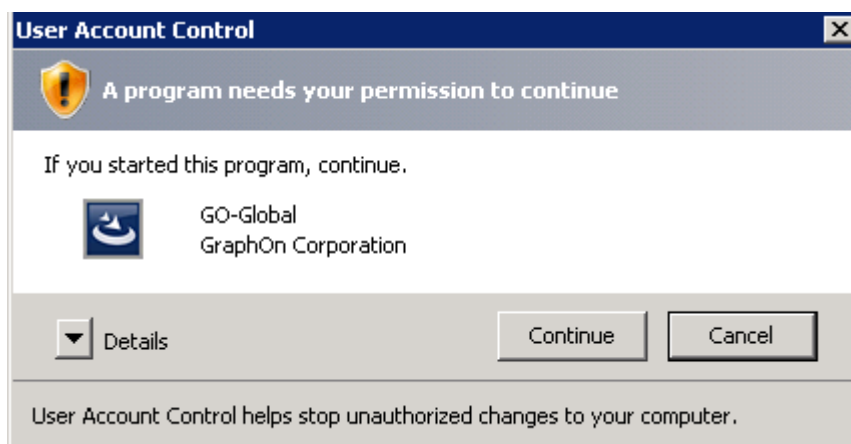 User Account Control
A program needs your permission to continue
If you started this program, continue.
GO-Global
GraphOn Corporation
Details
Continue
Cancel
User Account Control helps stop unauthorized changes to your computer.